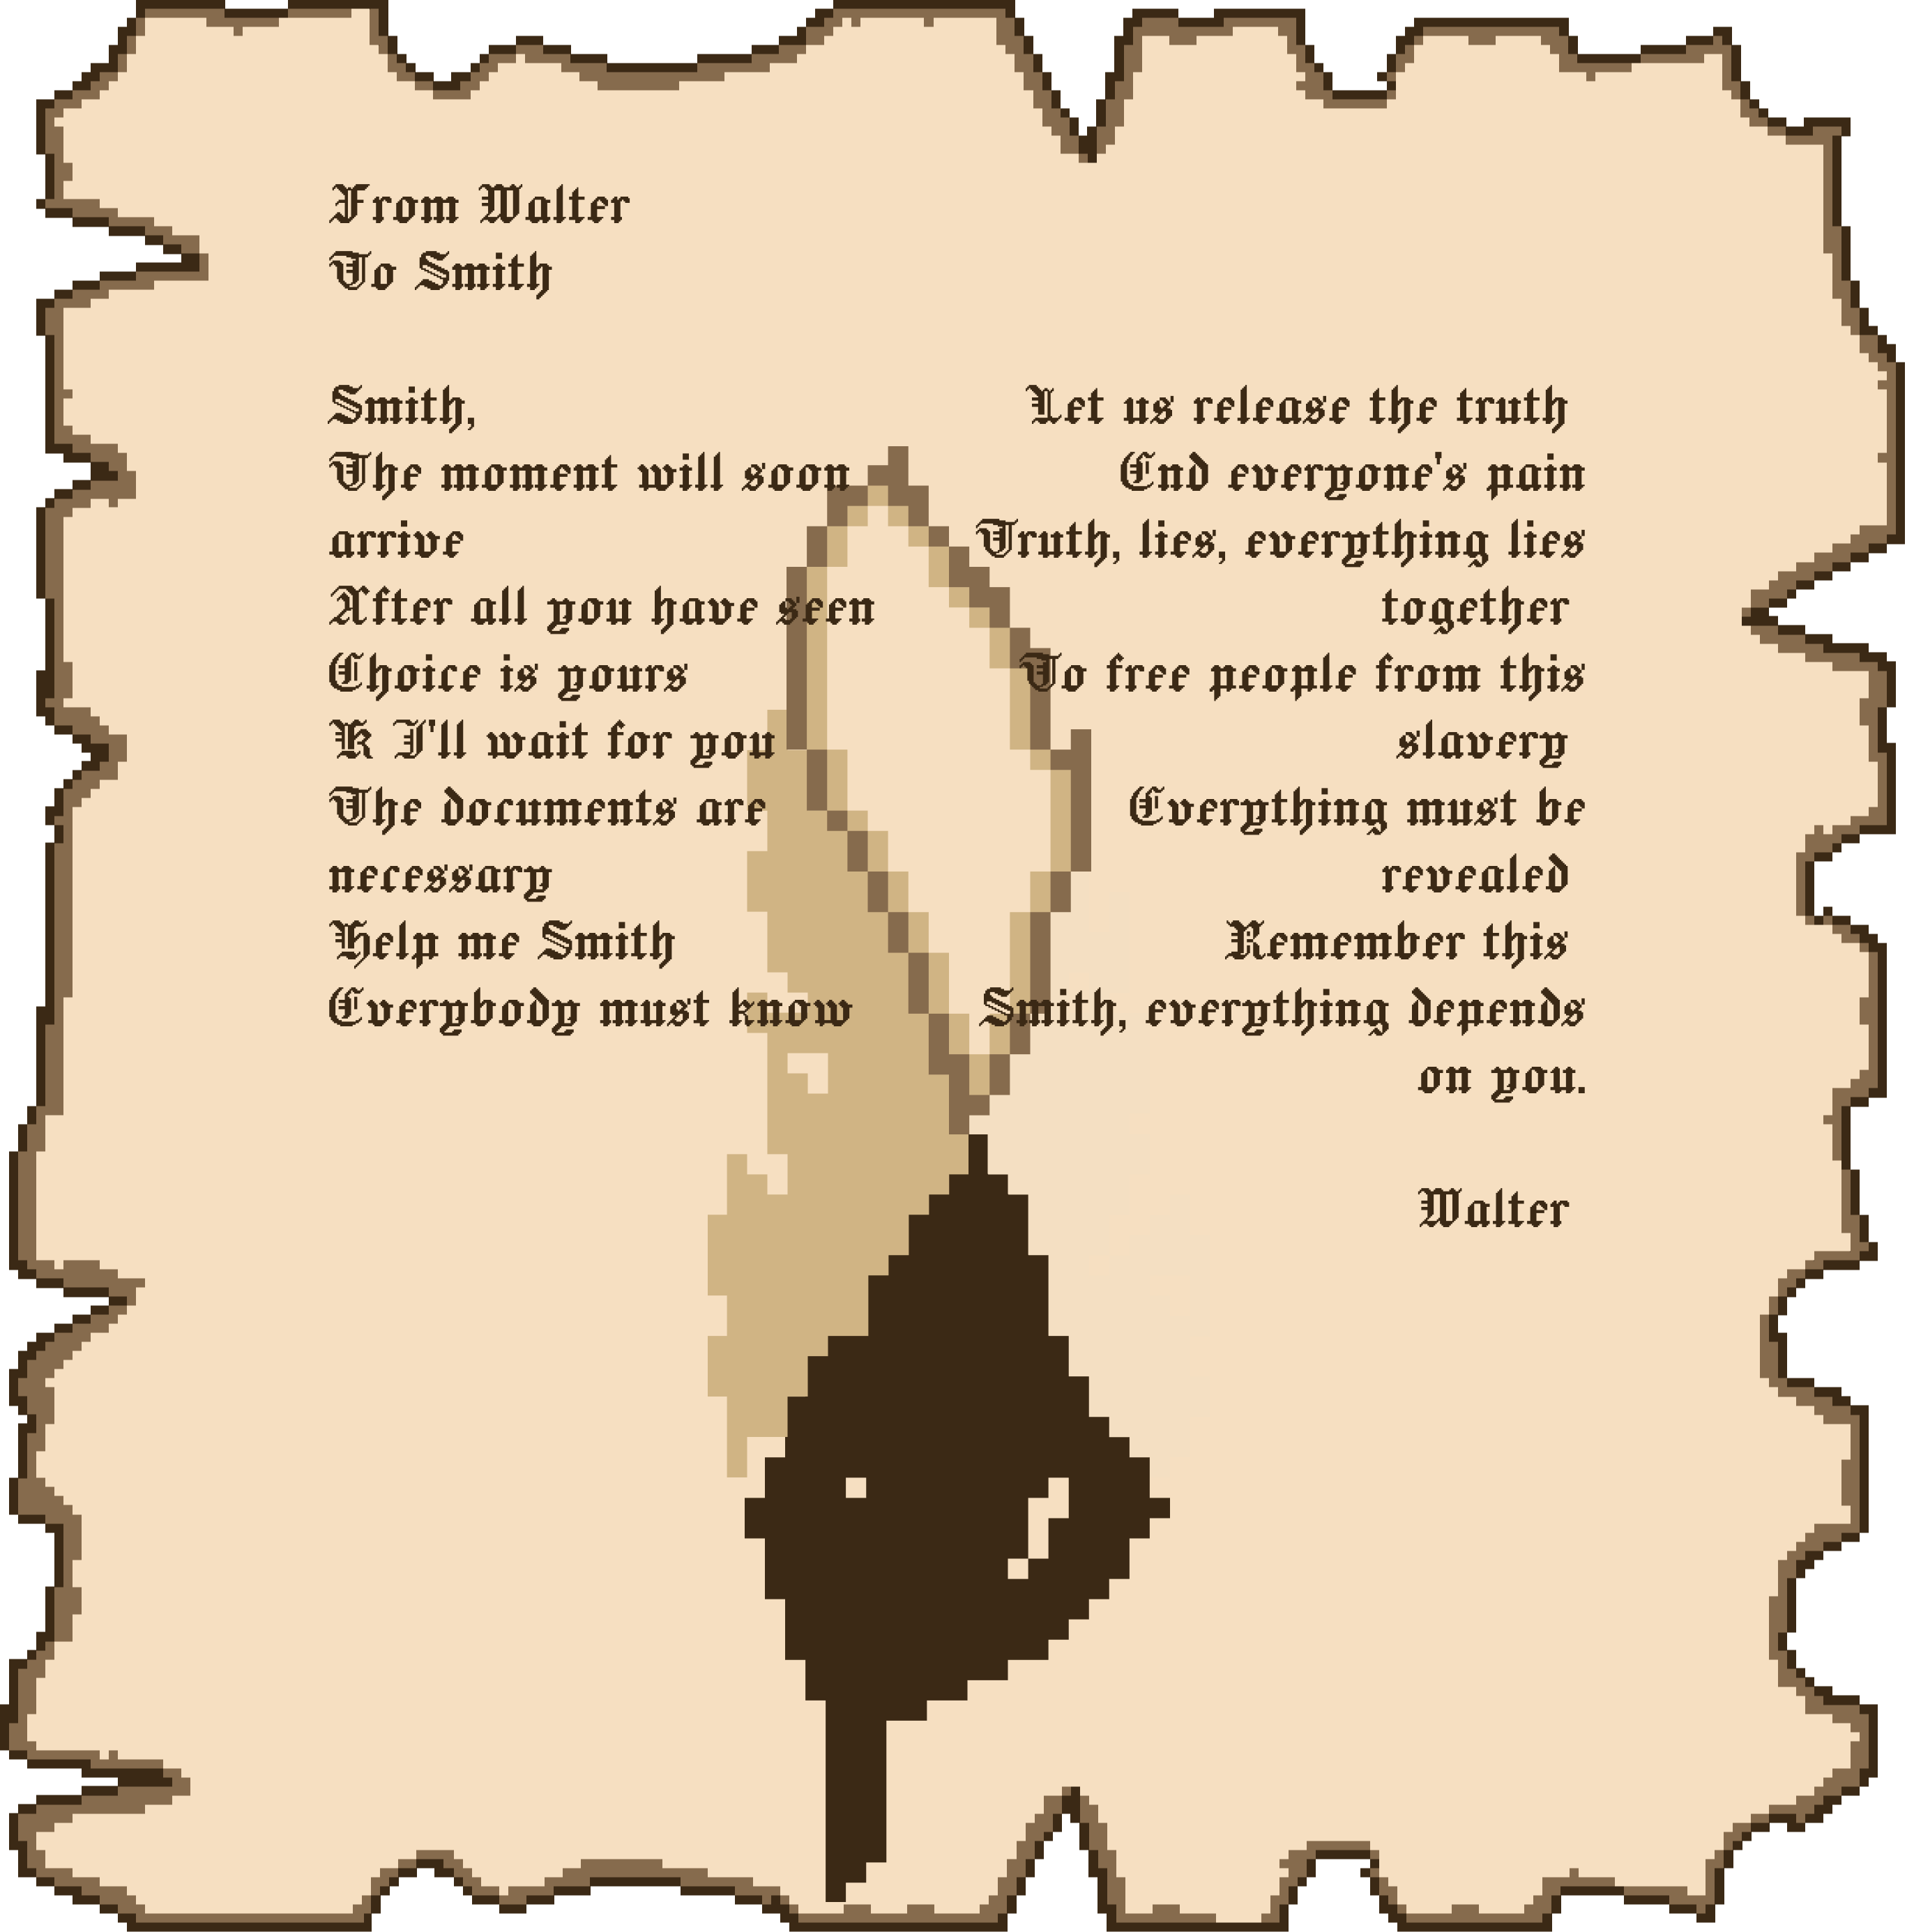 From Walter
To Smith
Smith,
The moment will soon
arrive
After all you have seen
Choice is yours
K I'll wait for you
The documents are
necessary
Help me Smith
Everybody must know
Let us release the truth
End everyone's pain
Truth, lies, everything lies
together
To free people from this
slavery
Everything must be
revealed
Remember this
Smith, everything depends
on you.
Walter